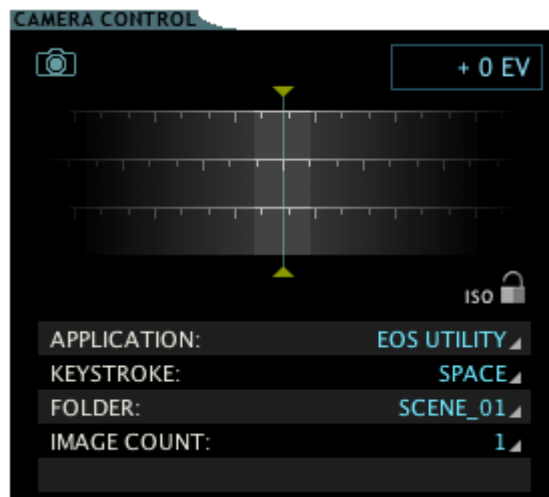 CAMERA CONTROL
+ 0 EV
ISO
APPLICATION: EOS UTILITY
KEYSTROKE: SPACE
FOLDER: SCENE_01
IMAGE COUNT: 1